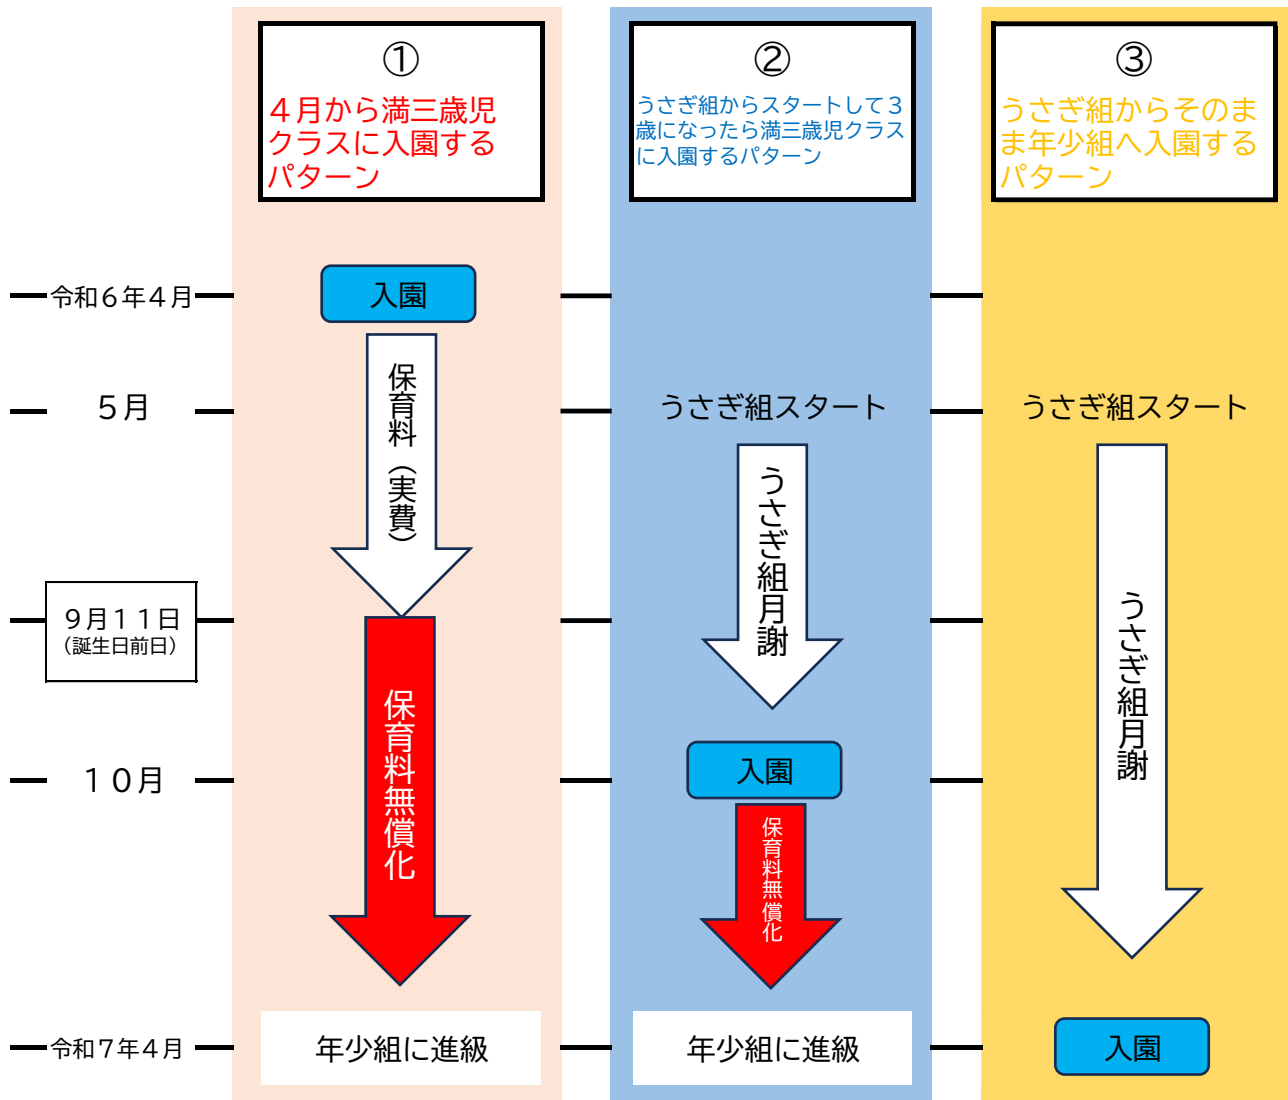 ①
４月から満三歳児
クラスに入園する
パターン
②
うさぎ組からスタートして３
歳になったら満三歳児クラス
に入園するパターン
③
うさぎ組からそのま
ま年少組へ入園する
パターン
令和６年４月
入園
保育料（実費）
５月
うさぎ組スタート
うさぎ組スタート
うさぎ組月謝
うさぎ組月謝
９月１１日
（誕生日前日）
保育料無償化
１０月
入園
保育料無償化
令和７年４月
年少組に進級
年少組に進級
入園